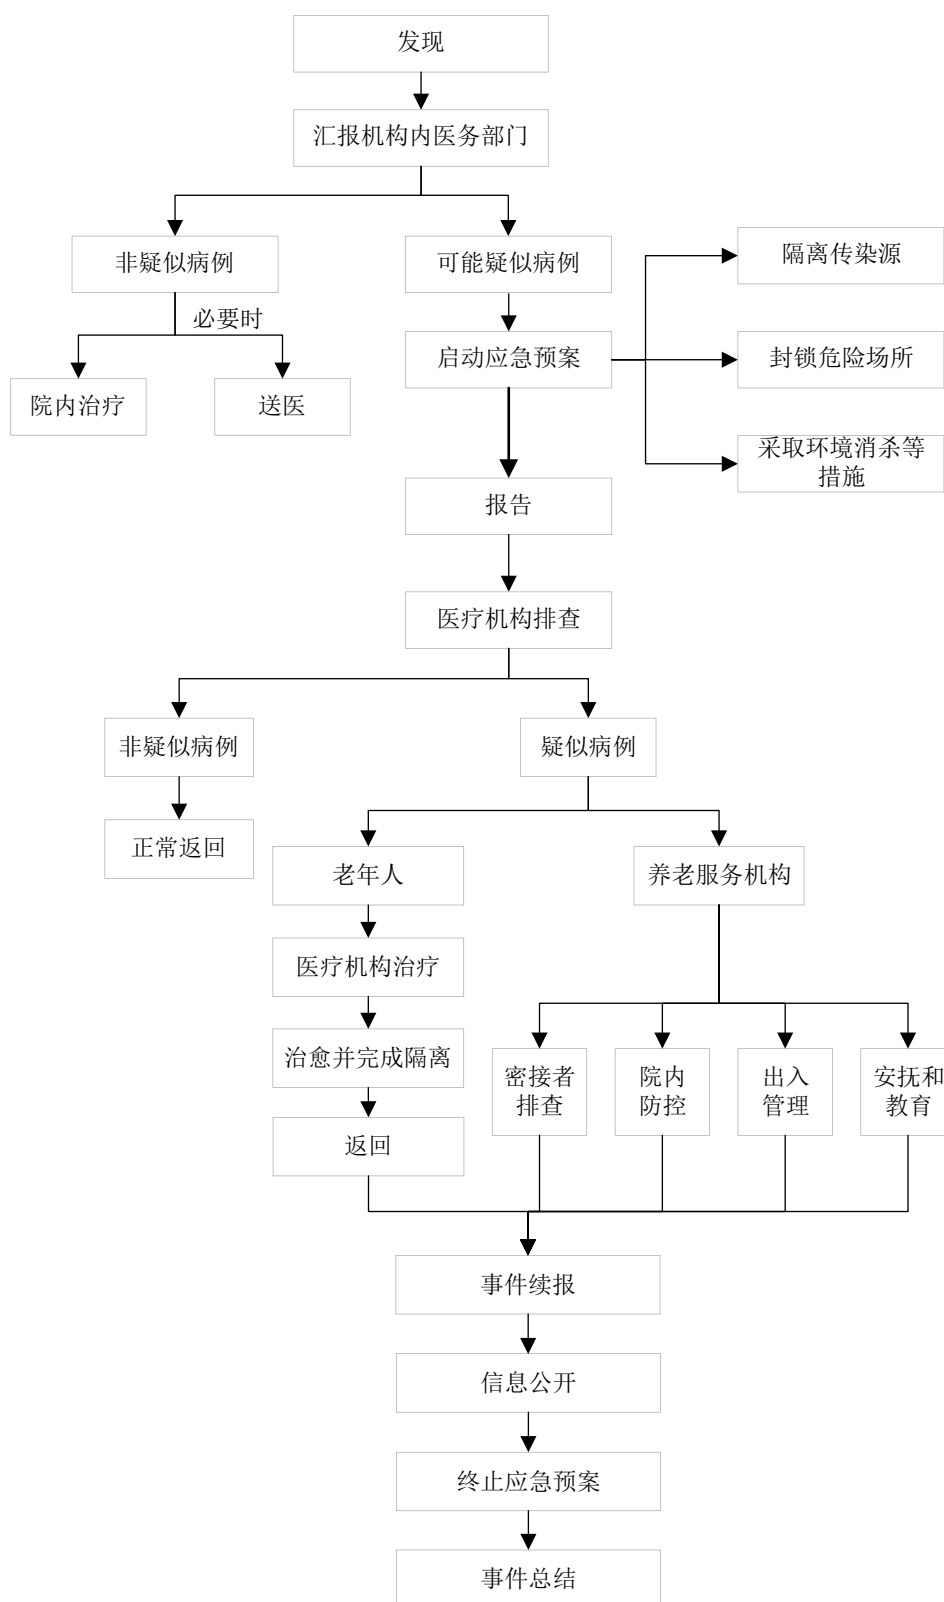 发现
汇报机构内医务部门
非疑似病例
可能疑似病例
隔离传染源
必要时
启动应急预案
封锁危险场所
院内治疗
送医
采取环境消杀等
措施
报告
医疗机构排查
非疑似病例
疑似病例
正常返回
老年人
养老服务机构
医疗机构治疗
治愈并完成隔离
密接者
排查
院内
防控
出入
管理
安抚和
教育
返回
事件续报
信息公开
终止应急预案
事件总结